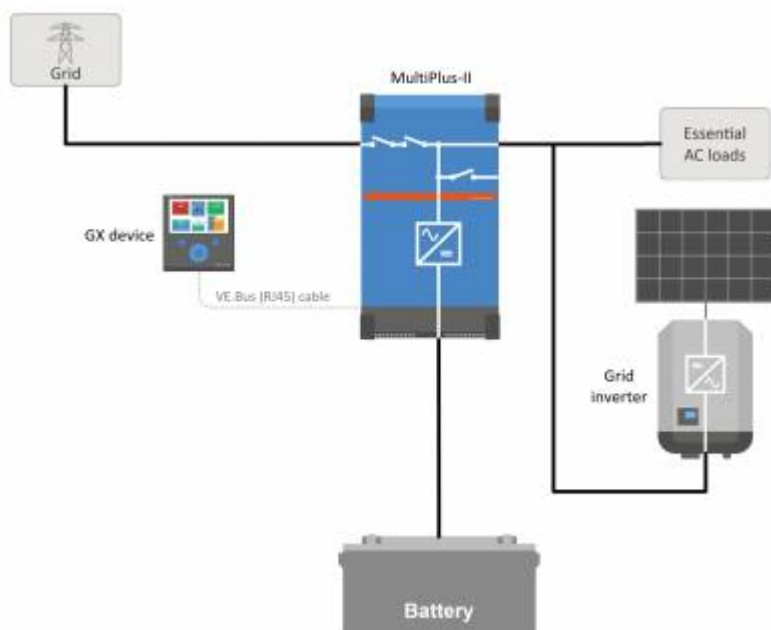 Grid
MultiPlus-II
Essential
AC loads
GX device
VE.Bus (RJ45) cable
Grid
inverter
Battery